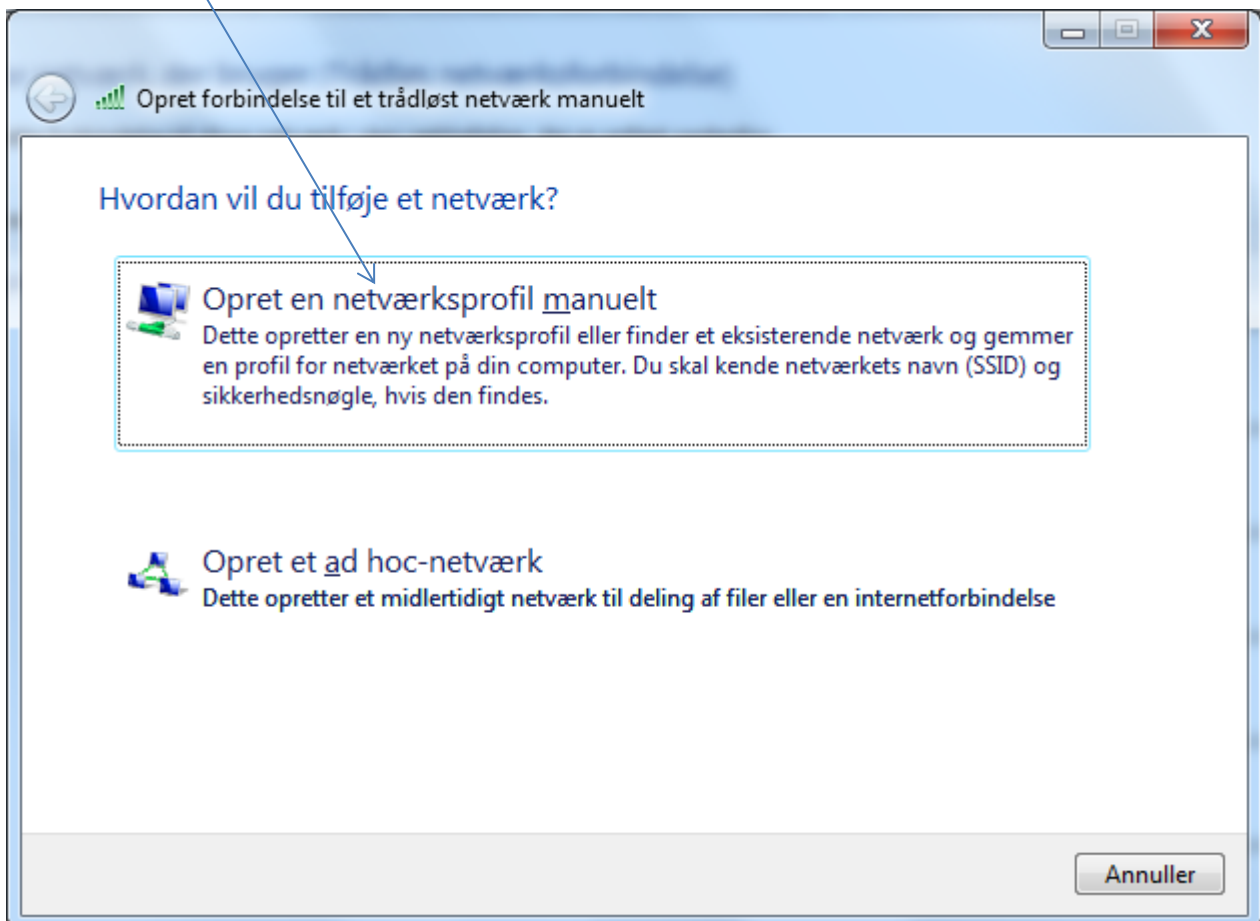 Opret forbindelse til et trådløst netværk manuelt
Hvordan vil du tilføje et netværk?
Opret en netværksprofil manuelt
Dette opretter en ny netværksprofil eller finder et eksisterende netværk og gemmer
en profil for netværket på din computer. Du skal kende netværkets navn (SSID) og
sikkerhedsnøgle, hvis den findes.
Opret et ad hoc-netværk
Dette opretter et midlertidigt netværk til deling af filer eller en internetforbindelse
Annuller